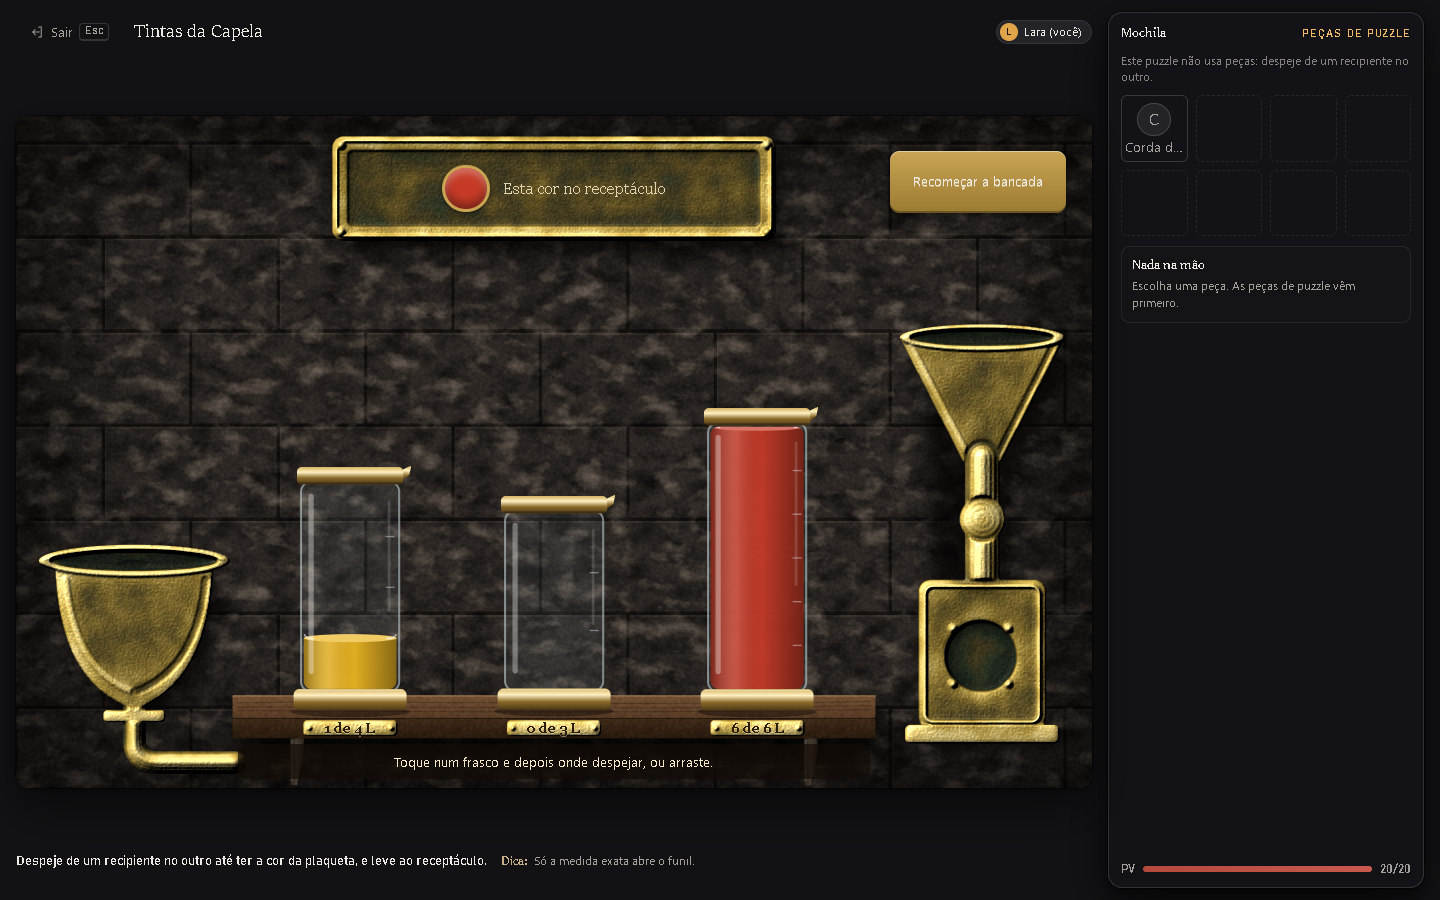 Sair Esc
Tintas da Capela
L Lara (você)
Mochila
PEÇAS DE PUZZLE
Este puzzle não usa peças: despeje de um recipiente no
outro.
C
Corda d...
Nada na mão
Escolha uma peça. As peças de puzzle vêm
primeiro.
Esta cor no receptáculo
Recomeçar a bancada
1 de 4 L
0 de 3 L
6 de 6 L
Toque num frasco e depois onde despejar, ou arraste.
Despeje de um recipiente no outro até ter a cor da plaqueta, e leve ao receptáculo. Dica: Só a medida exata abre o funil.
PV 20/20